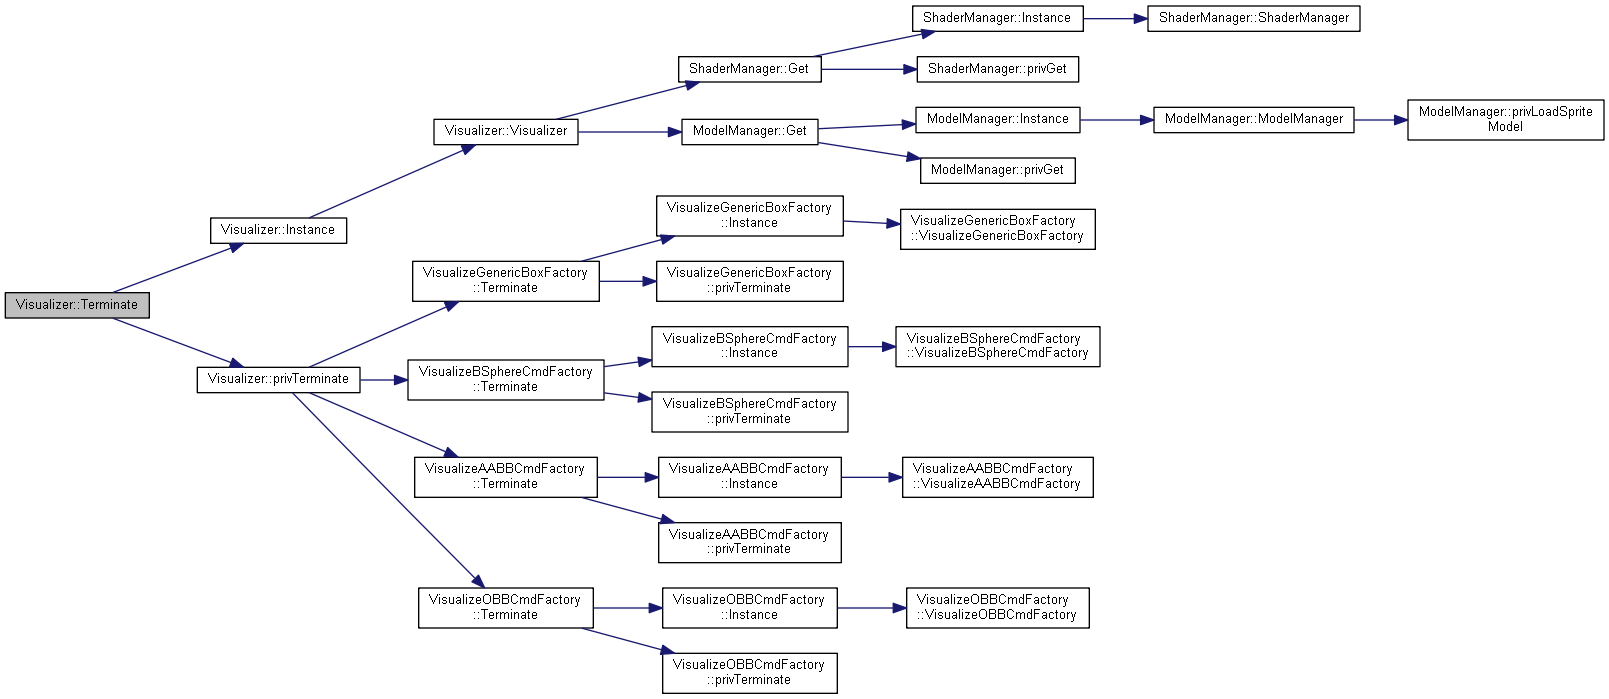 ShaderManager::Instance
ShaderManager::ShaderManager
ShaderManager::Get
ShaderManager::privGet
Visualizer::Visualizer
ModelManager::Get
ModelManager::Instance
ModelManager::ModelManager
ModelManager::privLoadSprite
Model
ModelManager::privGet
Visualizer::Instance
VisualizeGenericBoxFactory
::Instance
VisualizeGenericBoxFactory
::VisualizeGenericBoxFactory
VisualizeGenericBoxFactory
::Terminate
VisualizeGenericBoxFactory
::privTerminate
Visualizer::Terminate
Visualizer::privTerminate
VisualizeBSphereCmdFactory
::Terminate
VisualizeBSphereCmdFactory
::Instance
VisualizeBSphereCmdFactory
::VisualizeBSphereCmdFactory
VisualizeBSphereCmdFactory
::privTerminate
VisualizeAABBCmdFactory
::Terminate
VisualizeAABBCmdFactory
::Instance
VisualizeAABBCmdFactory
::VisualizeAABBCmdFactory
VisualizeAABBCmdFactory
::privTerminate
VisualizeOBBCmdFactory
::Terminate
VisualizeOBBCmdFactory
::Instance
VisualizeOBBCmdFactory
::VisualizeOBBCmdFactory
VisualizeOBBCmdFactory
::privTerminate